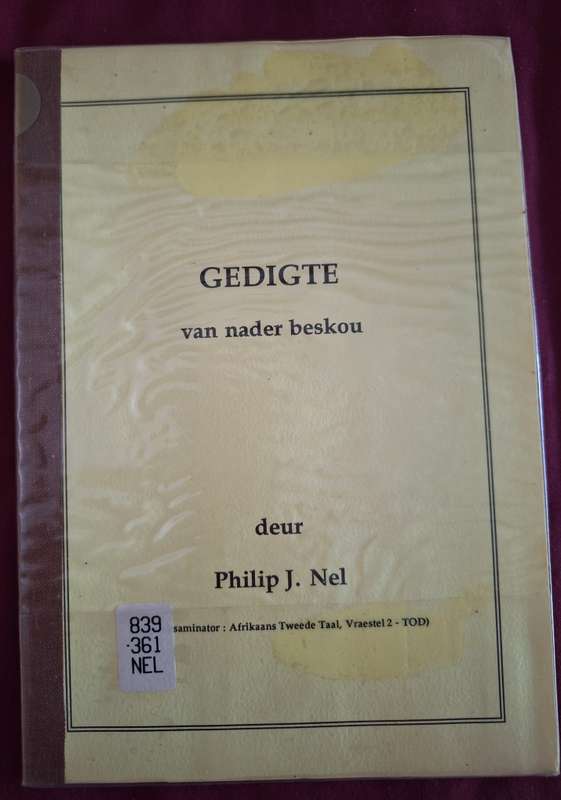 GEDIGTE
van nader beskou
deur
Philip J. Nel
saminator : Afrikaans Tweede Taal, Vraestel 2 - TOD)
839
·361
NEL